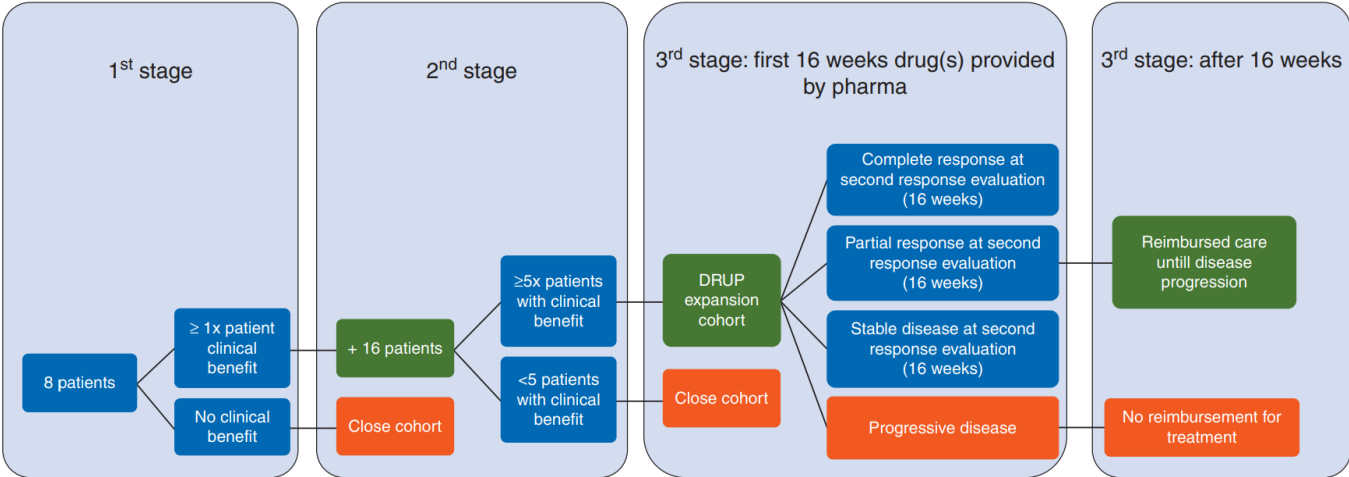 1st stage
8 patients
≥ 1x patient
clinical
benefit
No clinical
benefit
2nd stage
+ 16 patients
Close cohort
≥5x patients
with clinical
benefit
<5 patients
with clinical
benefit
3rd stage: first 16 weeks drug(s) provided
by pharma
DRUP
expansion
cohort
Close cohort
Complete response at
second response evaluation
(16 weeks)
Partial response at second
response evaluation
(16 weeks)
Stable disease at second
response evaluation
(16 weeks)
Progressive disease
3rd stage: after 16 weeks
Reimbursed care
untill disease
progression
No reimbursement for
treatment